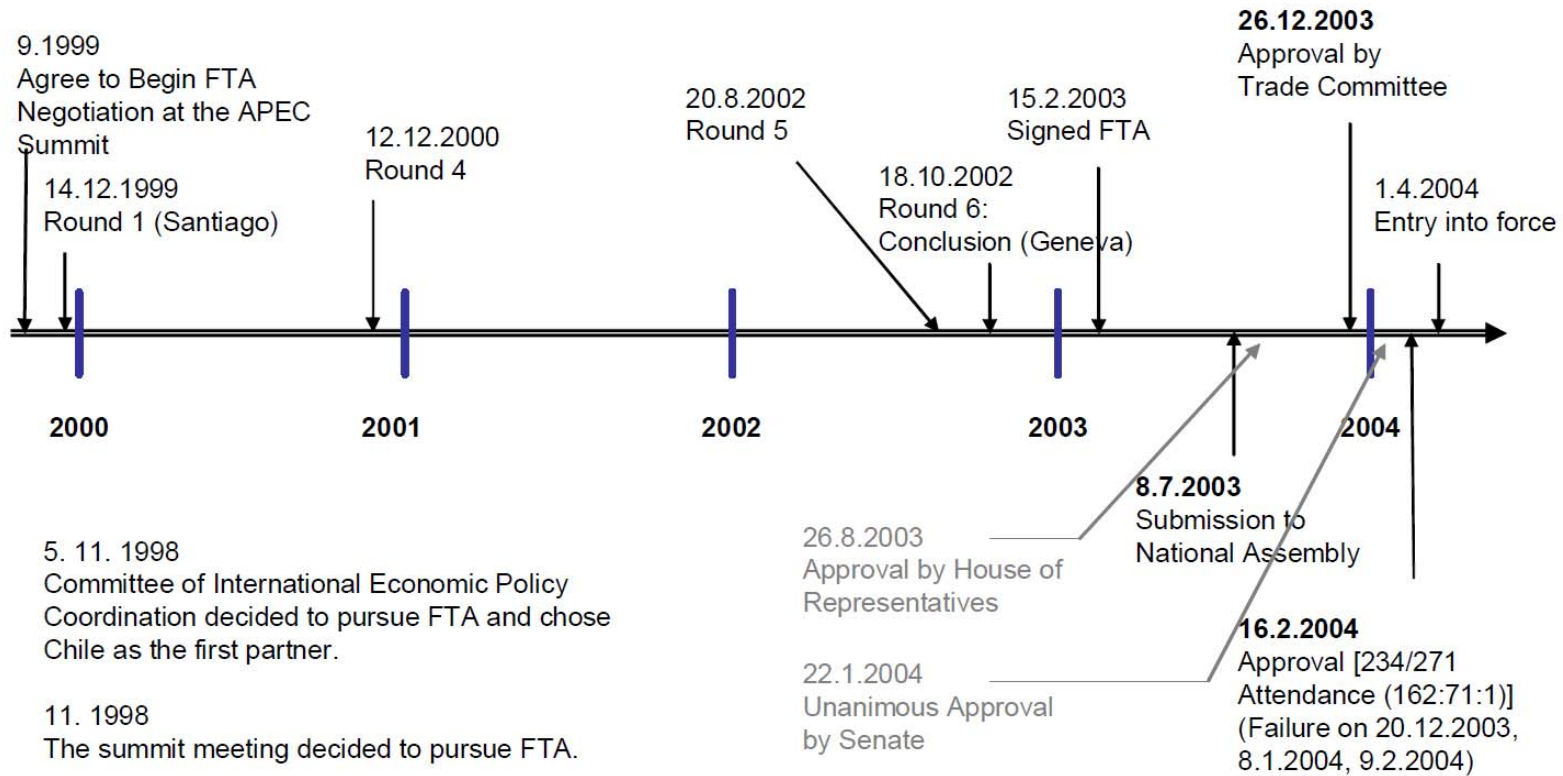 9.1999
Agree to Begin FTA
Negotiation at the APEC
Summit
14.12.1999
Round 1 (Santiago)
12.12.2000
Round 4
20.8.2002
Round 5
18.10.2002
Round 6:
Conclusion (Geneva)
15.2.2003
Signed FTA
26.12.2003
Approval by
Trade Committee
1.4.2004
Entry into force
2000
2001
2002
2003
2004
8.7.2003
Submission to
National Assembly
26.8.2003
Approval by House of
Representatives
22.1.2004
Unanimous Approval
by Senate
16.2.2004
Approval [234/271
Attendance (162:71:1)]
(Failure on 20.12.2003,
8.1.2004, 9.2.2004)
5. 11. 1998
Committee of International Economic Policy
Coordination decided to pursue FTA and chose
Chile as the first partner.
11. 1998
The summit meeting decided to pursue FTA.